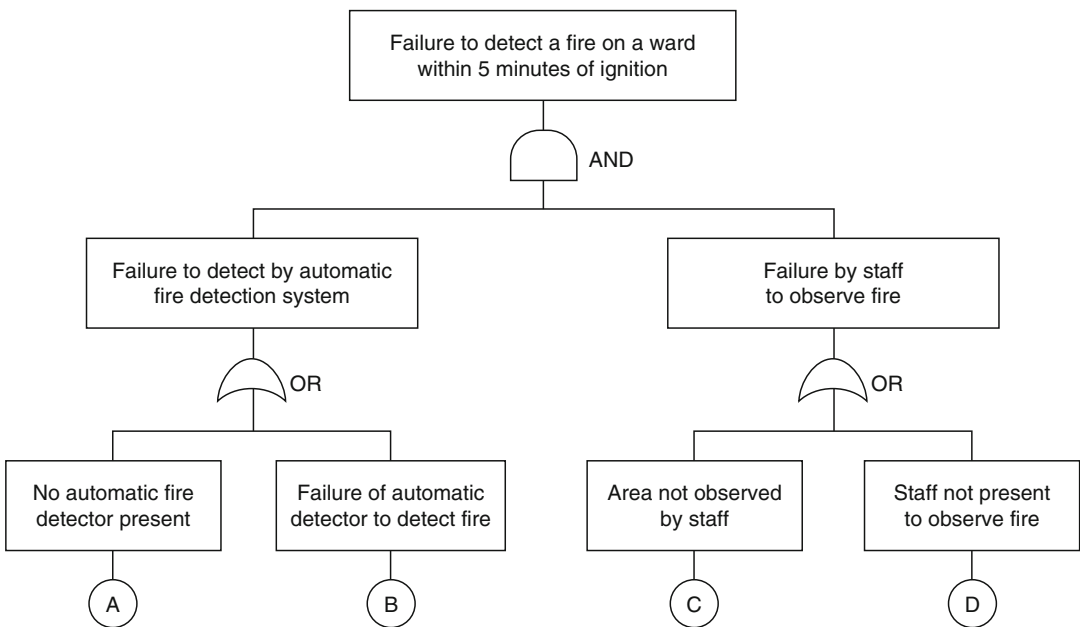 Failure to detect a fire on a ward
within 5 minutes of ignition
AND
Failure to detect by automatic
fire detection system
Failure by staff
to observe fire
OR
OR
No automatic fire
detector present
Failure of automatic
detector to detect fire
Area not observed
by staff
Staff not present
to observe fire
A
B
C
D